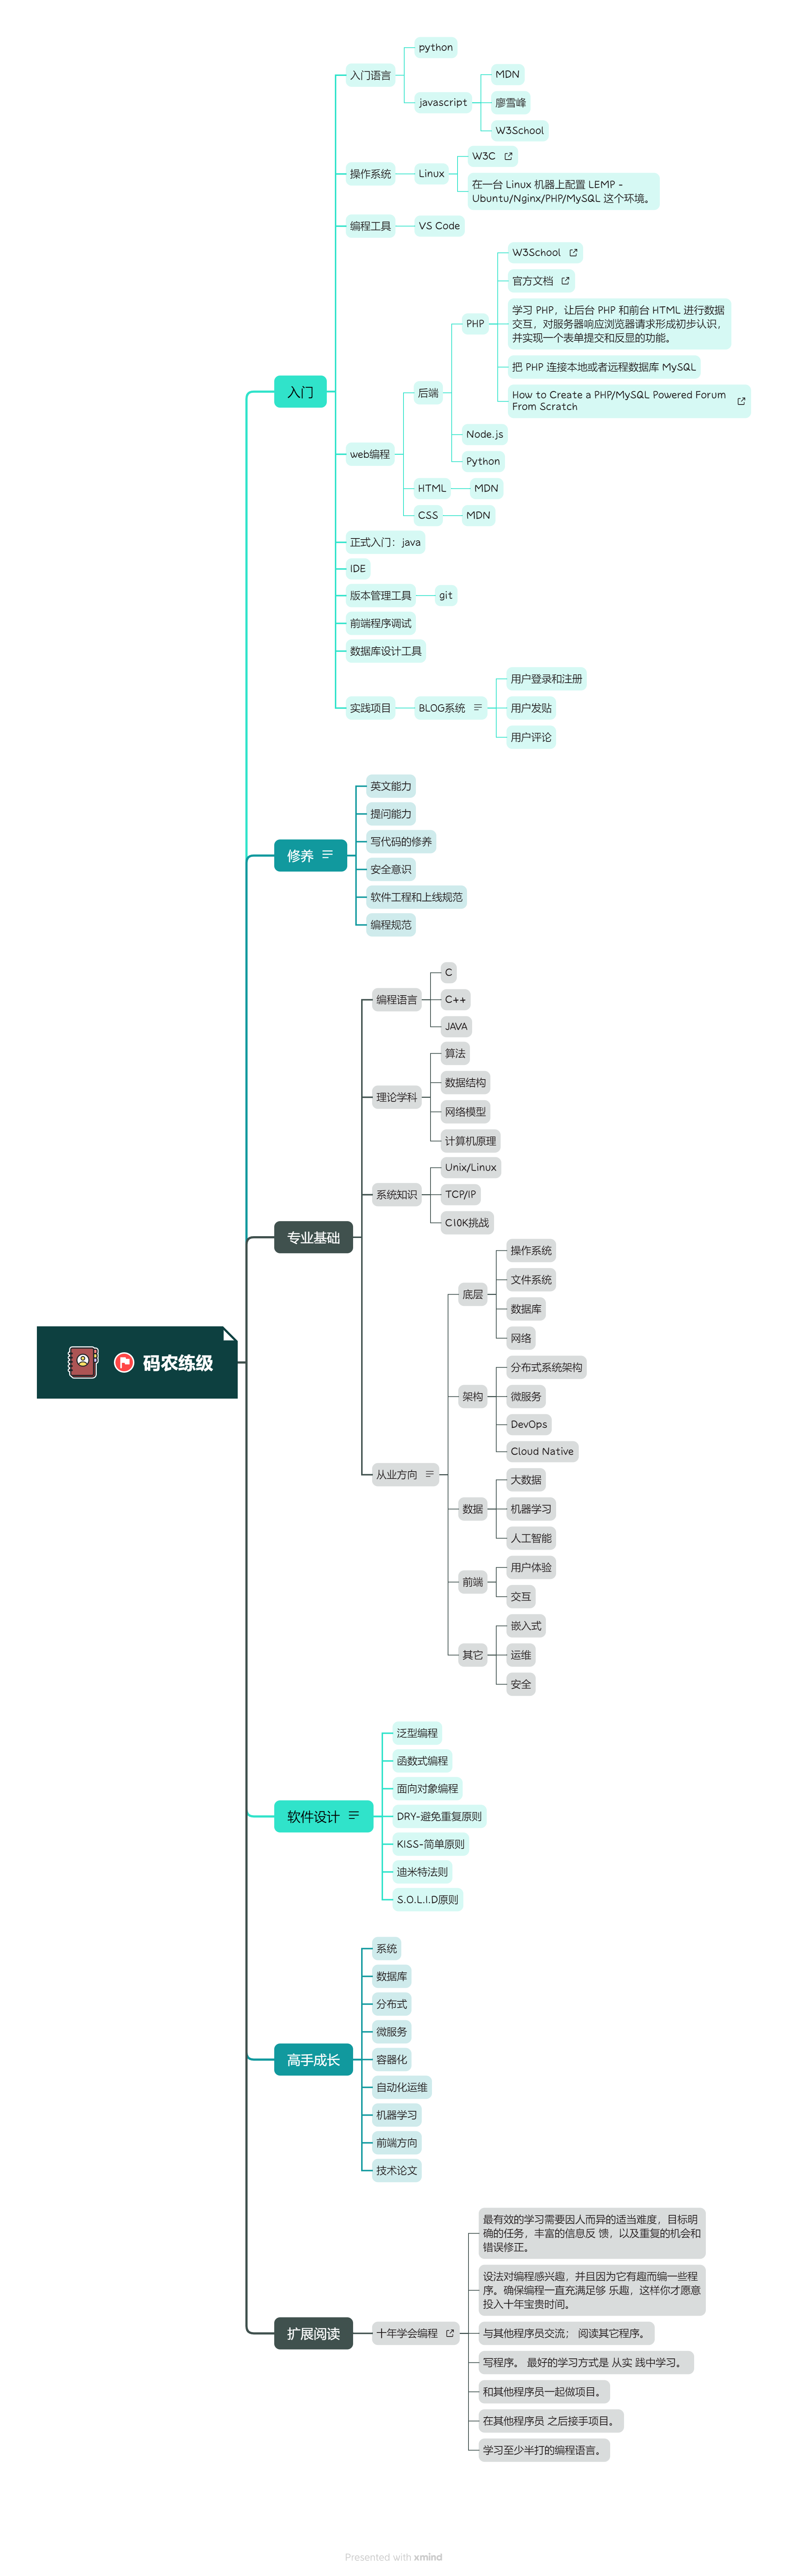 码农练级
入门
入门语言
python
javascript
MDN
廖雪峰
W3School
操作系统
Linux
W3C
在一台 Linux 机器上配置 LEMP -
Ubuntu/Nginx/PHP/MySQL 这个环境。
编程工具
VS Code
web编程
后端
PHP
W3School
官方文档
学习 PHP，让后台 PHP 和前台 HTML 进行数据
交互，对服务器响应浏览器请求形成初步认识，
并实现一个表单提交和反显的功能。
把 PHP 连接本地或者远程数据库 MySQL
How to Create a PHP/MySQL Powered Forum
From Scratch
Node.js
Python
HTML
MDN
CSS
MDN
正式入门：java
IDE
版本管理工具
git
前端程序调试
数据库设计工具
实践项目
BLOG系统
用户登录和注册
用户发贴
用户评论
修养
英文能力
提问能力
写代码的修养
安全意识
软件工程和上线规范
编程规范
专业基础
编程语言
C
C++
JAVA
理论学科
算法
数据结构
网络模型
计算机原理
系统知识
Unix/Linux
TCP/IP
C10K挑战
从业方向
底层
操作系统
文件系统
数据库
网络
架构
分布式系统架构
微服务
DevOps
Cloud Native
数据
大数据
机器学习
人工智能
前端
用户体验
交互
其它
嵌入式
运维
安全
软件设计
泛型编程
函数式编程
面向对象编程
DRY-避免重复原则
KISS-简单原则
迪米特法则
S.O.L.I.D原则
高手成长
系统
数据库
分布式
微服务
容器化
自动化运维
机器学习
前端方向
技术论文
扩展阅读
十年学会编程
最有效的学习需要因人而异的适当难度，目标明
确的任务，丰富的信息反 馈，以及重复的机会和
错误修正。
设法对编程感兴趣，并且因为它有趣而编一些程
序。确保编程一直充满足够 乐趣，这样你才愿意
投入十年宝贵时间。
与其他程序员交流； 阅读其它程序。
写程序。 最好的学习方式是 从实 践中学习。
和其他程序员一起做项目。
在其他程序员 之后接手项目。
学习至少半打的编程语言。
Presented with xmind